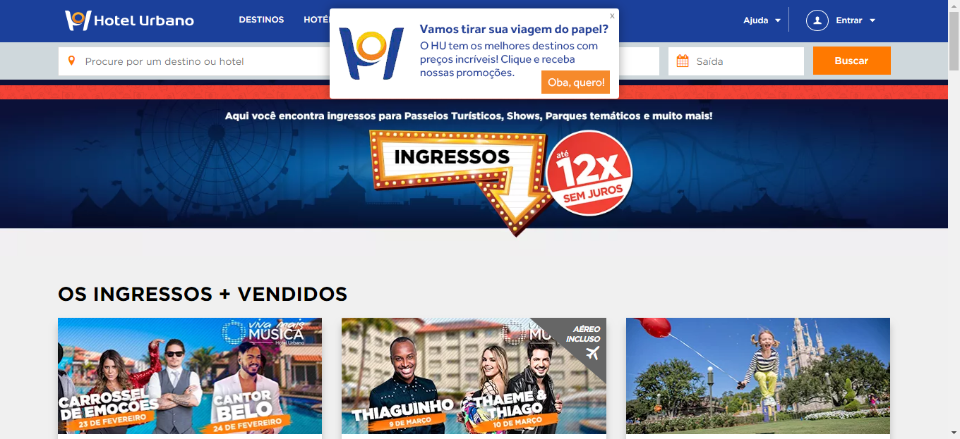 Hotel Urbano
DESTINOS
Ajuda
Entrar
x
Vamos tirar sua viagem do papel?
O HU tem os melhores destinos com
preços incríveis! Clique e receba
nossas promoções.
Oba, quero!
Procure por um destino ou hotel
Saída
Buscar
Aqui você encontra ingressos para Passeios Turísticos, Shows, Parques temáticos e muito mais!
INGRESSOS
até
12x
SEM JUROS
OS INGRESSOS + VENDIDOS
viva mais
MÚSICA
Hotel Urbano
CARROSSEL
DE EMOÇÕES
23 DE FEVEREIRO
CANTOR
BELO
24 DE FEVEREIRO
MÚSICA
AÉREO
INCLUSO
THIAGUINHO
9 DE MARÇO
THAEME &
THIAGO
10 DE MARÇO